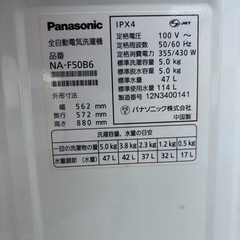 Panasonic
全自動電気洗濯機
品番
NA-F50B6
外形寸法
幅 562 mm
奥行 572 mm
高さ 880 mm
IPX4
JET
定格電圧 100 V~
定格周波数 50/60 Hz
定格消費電力 355/430 W
標準洗濯容量 5.0 kg
標準脱水容量 5.0 kg
標準水量 47 L
標準使用水量 114 L
12N3400141
パナソニック株式会社
中国製
洗濯容量、水量の目安
一回の洗濯物の量 5.0 kg 3.8 kg 2.3 kg 1.2 kg 0.5 kg
水量調節 (水量) 47 L 42 L 37 L 32 L 17 L